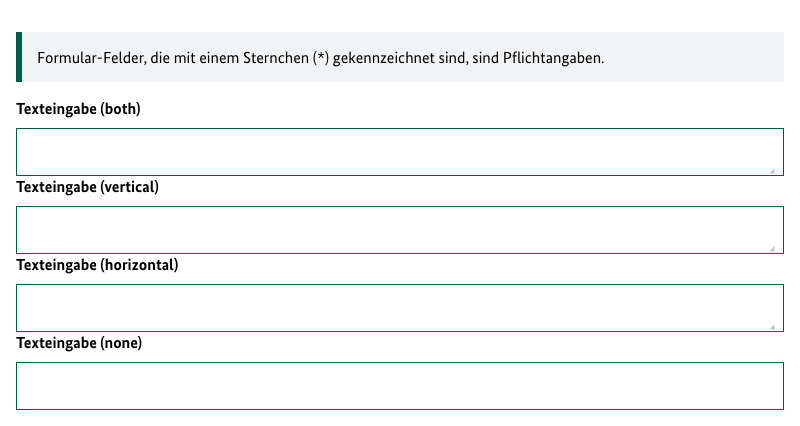 Formular-Felder, die mit einem Sternchen (*) gekennzeichnet sind, sind Pflichtangaben.
Texteingabe (both)
Texteingabe (vertical)
Texteingabe (horizontal)
Texteingabe (none)